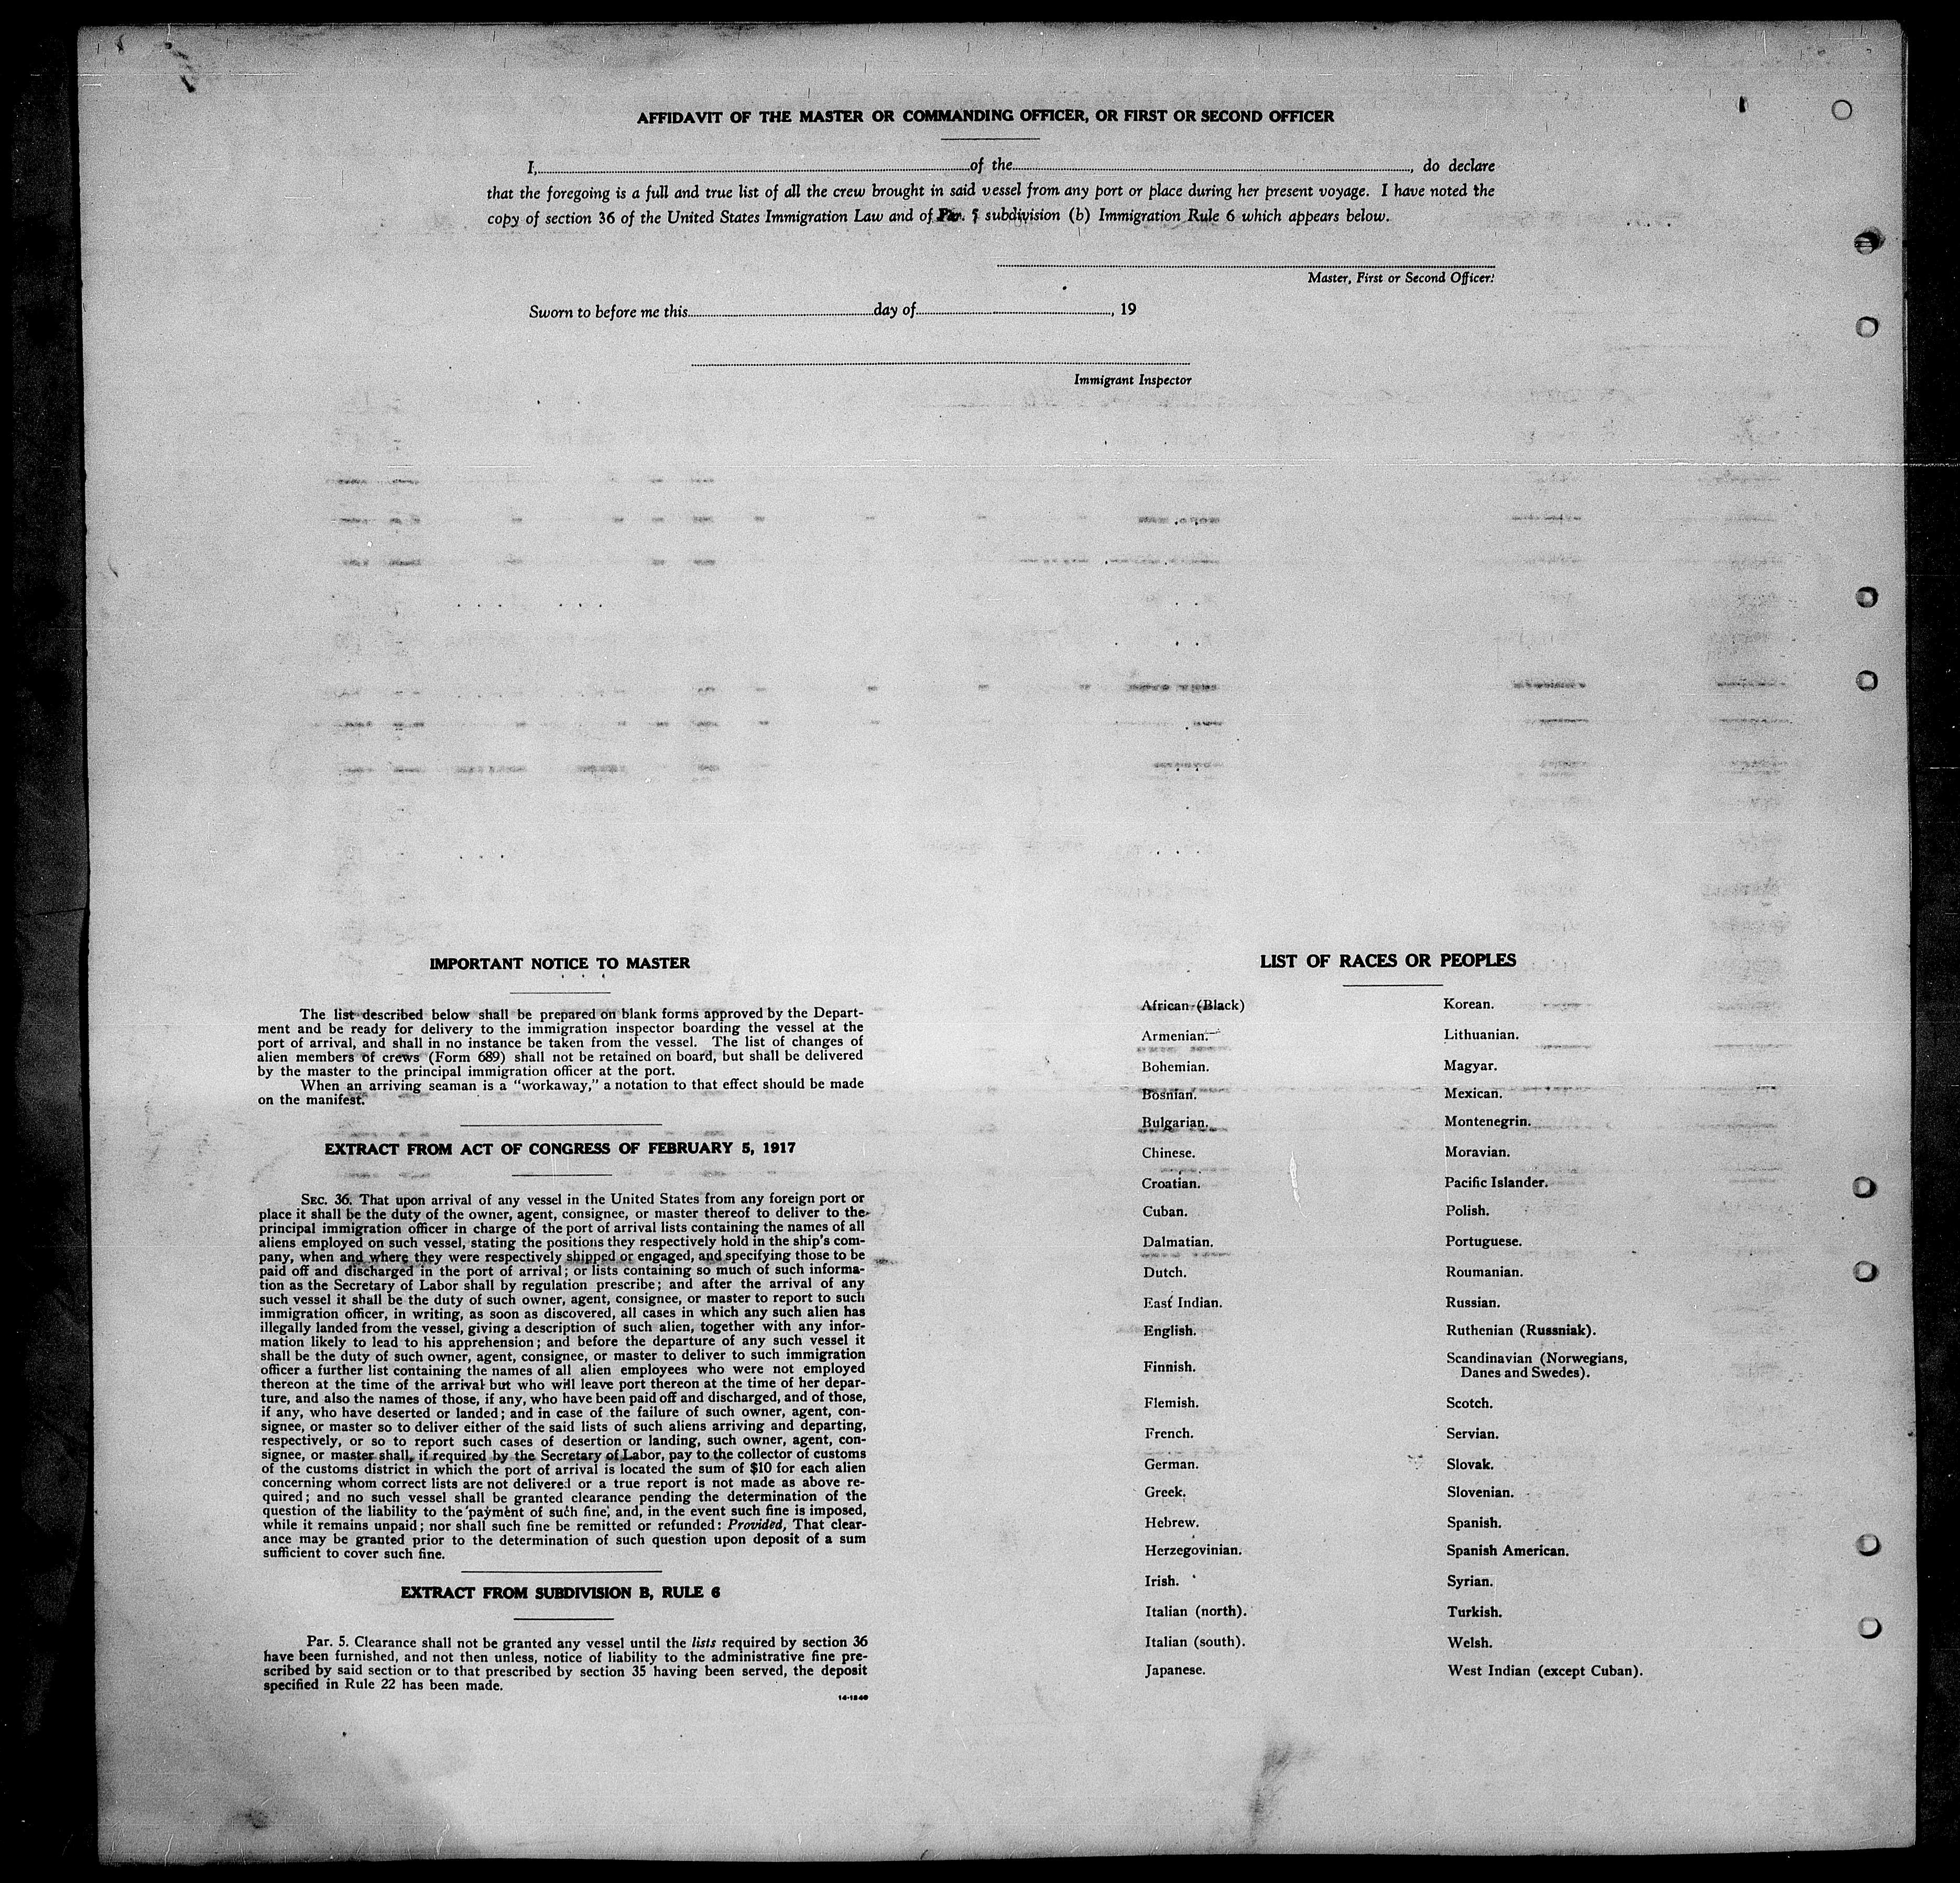 AFFIDAVIT OF THE MASTER OR COMMANDING OFFICER, OR FIRST OR SECOND OFFICER
I, of the , do declare
that the foregoing is a full and true list of all the crew brought in said vessel from any port or place during her present voyage. I have noted the
copy of section 36 of the United States Immigration Law and of Par. 5 subdivision (b) Immigration Rule 6 which appears below.
Master, First or Second Officer.
Sworn to before me this day of , 19
Immigrant Inspector
IMPORTANT NOTICE TO MASTER
The list described below shall be prepared on blank forms approved by the Depart-
ment and be ready for delivery to the immigration inspector boarding the vessel at the
port of arrival, and shall in no instance be taken from the vessel. The list of changes of
alien members of crews (Form 689) shall not be retained on board, but shall be delivered
by the master to the principal immigration officer at the port.
When an arriving seaman is a "workaway," a notation to that effect should be made
on the manifest.
EXTRACT FROM ACT OF CONGRESS OF FEBRUARY 5, 1917
SEC. 36. That upon arrival of any vessel in the United States from any foreign port or
place it shall be the duty of the owner, agent, consignee, or master thereof to deliver to the
principal immigration officer in charge of the port of arrival lists containing the names of all
aliens employed on such vessel, stating the positions they respectively hold in the ship's com-
pany, when and where they were respectively shipped or engaged, and specifying those to be
paid off and discharged in the port of arrival; or lists containing so much of such informa-
tion as the Secretary of Labor shall by regulation prescribe; and after the arrival of any
such vessel it shall be the duty of such owner, agent, consignee, or master to report to such
immigration officer, in writing, as soon as discovered, all cases in which any such alien has
illegally landed from the vessel, giving a description of such alien, together with any infor-
mation likely to lead to his apprehension; and before the departure of any such vessel it
shall be the duty of such owner, agent, consignee, or master to deliver to such immigration
officer a further list containing the names of all alien employees who were not employed
thereon at the time of the arrival but who will leave port thereon at the time of her depar-
ture, and also the names of those, if any, who have been paid off and discharged, and of those,
if any, who have deserted or landed; and in case of the failure of such owner, agent, con-
signee, or master so to deliver either of the said lists of such aliens arriving and departing,
respectively, or so to report such cases of desertion or landing, such owner, agent, con-
signee, or master shall, if required by the Secretary of Labor, pay to the collector of customs
of the customs district in which the port of arrival is located the sum of $10 for each alien
concerning whom correct lists are not delivered or a true report is not made as above re-
quired; and no such vessel shall be granted clearance pending the determination of the
question of the liability to the payment of such fine, and, in the event such fine is imposed,
while it remains unpaid; nor shall such fine be remitted or refunded: Provided, That clear-
ance may be granted prior to the determination of such question upon deposit of a sum
sufficient to cover such fine.
EXTRACT FROM SUBDIVISION B, RULE 6
Par. 5. Clearance shall not be granted any vessel until the lists required by section 36
have been furnished, and not then unless, notice of liability to the administrative fine pre-
scribed by said section or to that prescribed by section 35 having been served, the deposit
specified in Rule 22 has been made.
14-1540
LIST OF RACES OR PEOPLES
African (Black)
Armenian.
Bohemian.
Bosnian.
Bulgarian.
Chinese.
Croatian.
Cuban.
Dalmatian.
Dutch.
East Indian.
English.
Finnish.
Flemish.
French.
German.
Greek.
Hebrew.
Herzegovinian.
Irish.
Italian (north).
Italian (south).
Japanese.
Korean.
Lithuanian.
Magyar.
Mexican.
Montenegrin.
Moravian.
Pacific Islander.
Polish.
Portuguese.
Roumanian.
Russian.
Ruthenian (Russniak).
Scandinavian (Norwegians,
Danes and Swedes).
Scotch.
Servian.
Slovak.
Slovenian.
Spanish.
Spanish American.
Syrian.
Turkish.
Welsh.
West Indian (except Cuban).